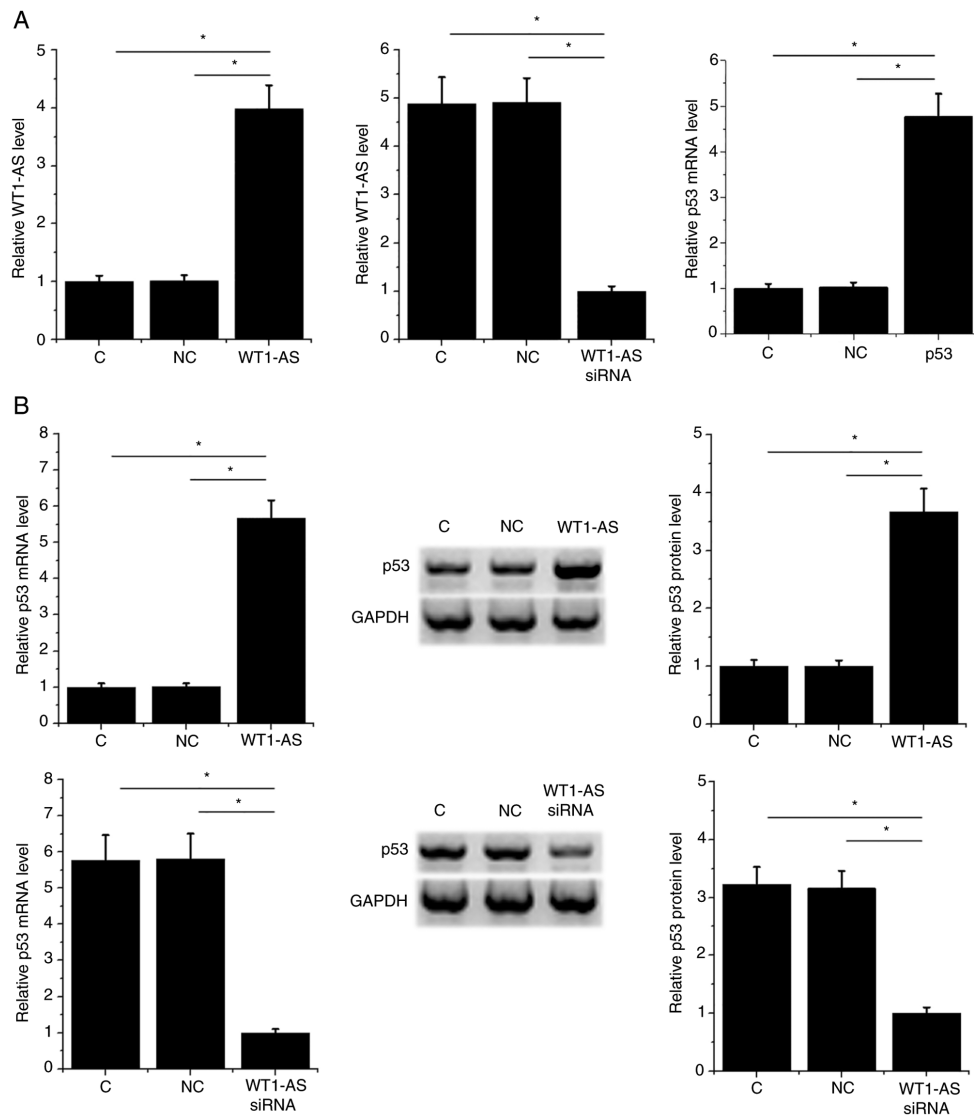 A
*
*
Relative WT1-AS level
5
4
3
2
1
0
C NC WT1-AS
*
*
Relative WT1-AS level
6
5
4
3
2
1
0
C NC WT1-AS
siRNA
*
*
Relative p53 mRNA level
6
5
4
3
2
1
0
C NC p53
B
*
*
Relative p53 mRNA level
8
7
6
5
4
3
2
1
0
C NC WT1-AS
C NC WT1-AS
p53
GAPDH
*
*
Relative p53 protein level
5
4
3
2
1
0
C NC WT1-AS
*
*
Relative p53 mRNA level
8
7
6
5
4
3
2
1
0
C NC WT1-AS
siRNA
C NC WT1-AS
siRNA
p53
GAPDH
*
*
Relative p53 protein level
5
4
3
2
1
0
C NC WT1-AS
siRNA